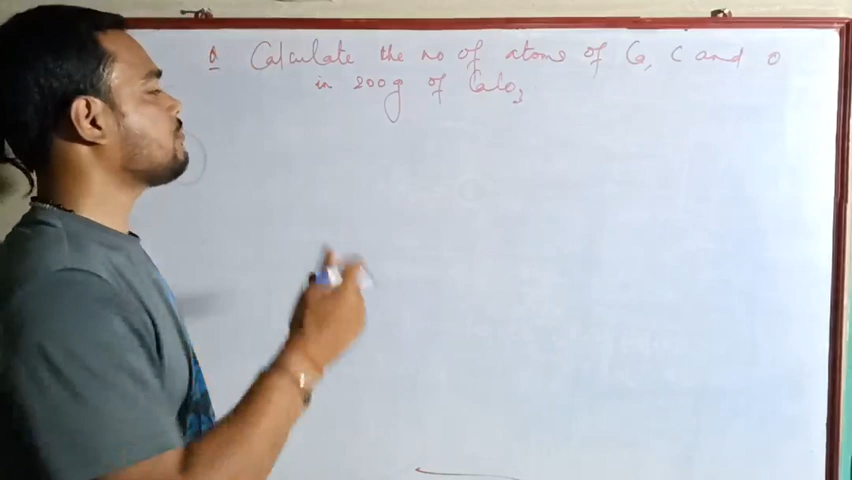 Q Calculate the no of atoms of Ca, C and O
in 200g of CaCO3